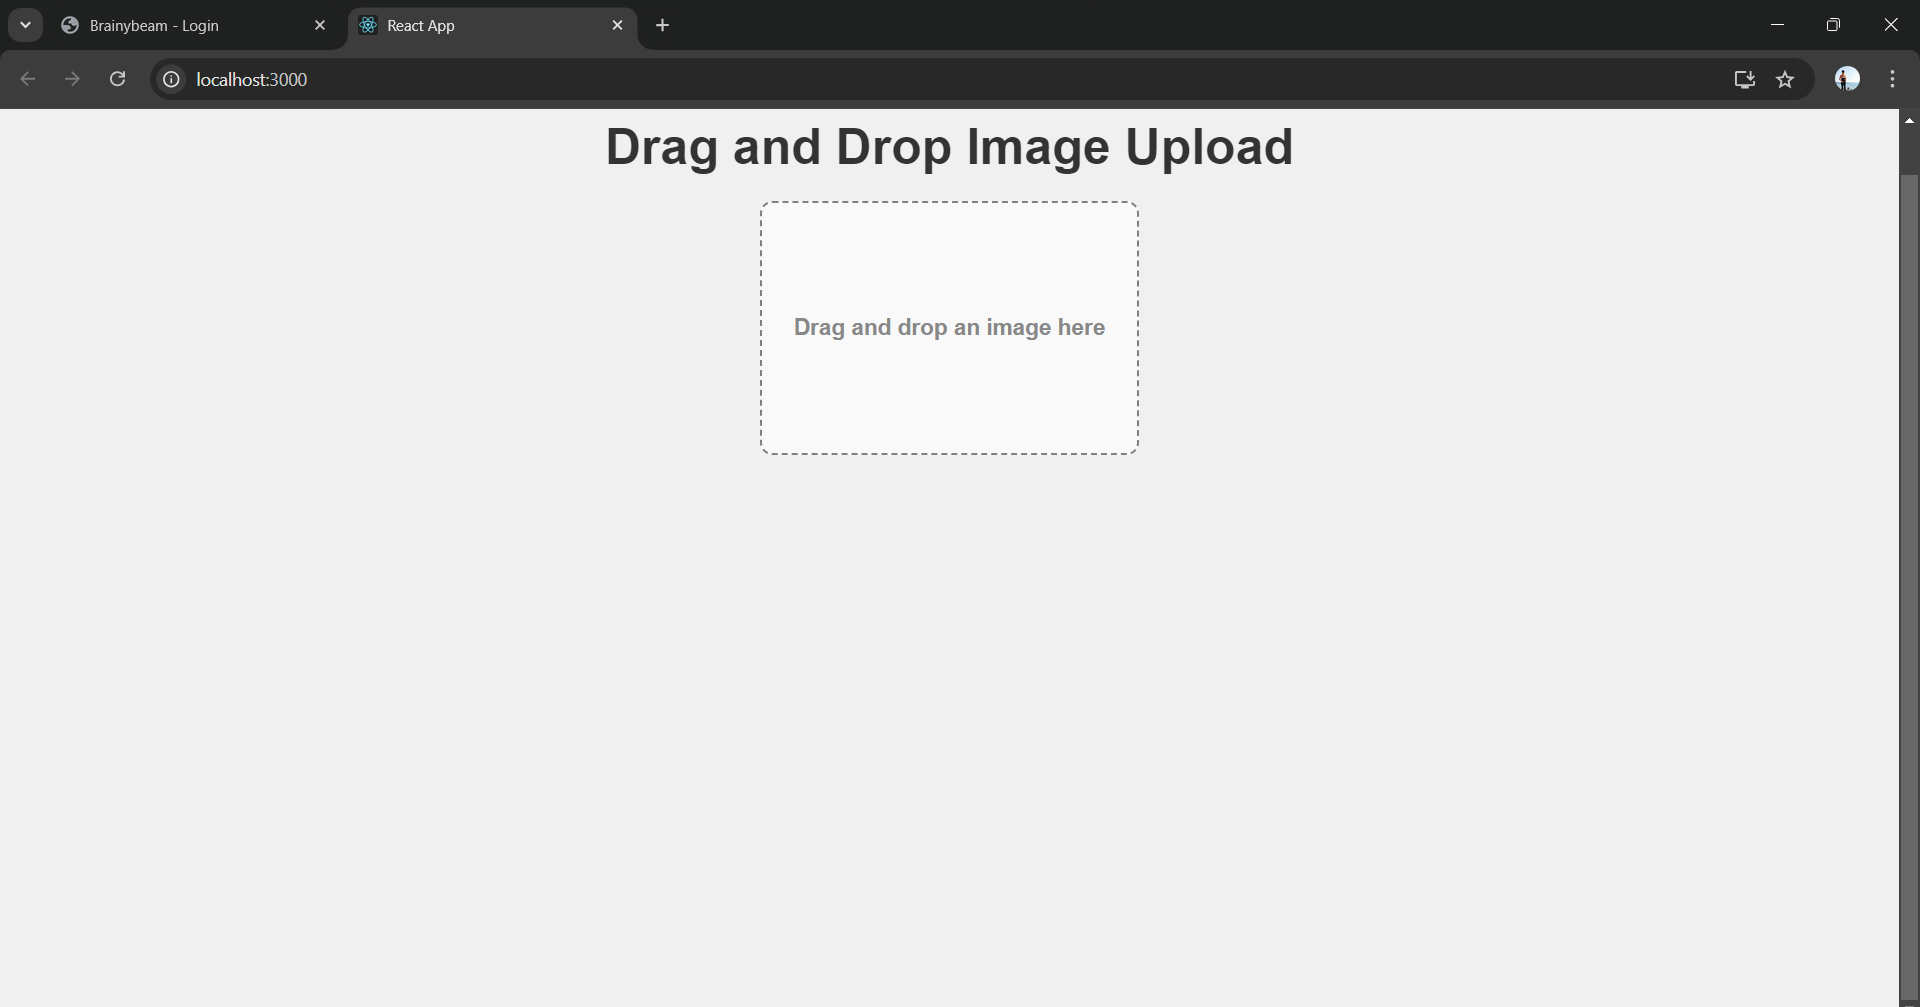 Brainybeam - Login
React App
localhost:3000
Drag and Drop Image Upload
Drag and drop an image here